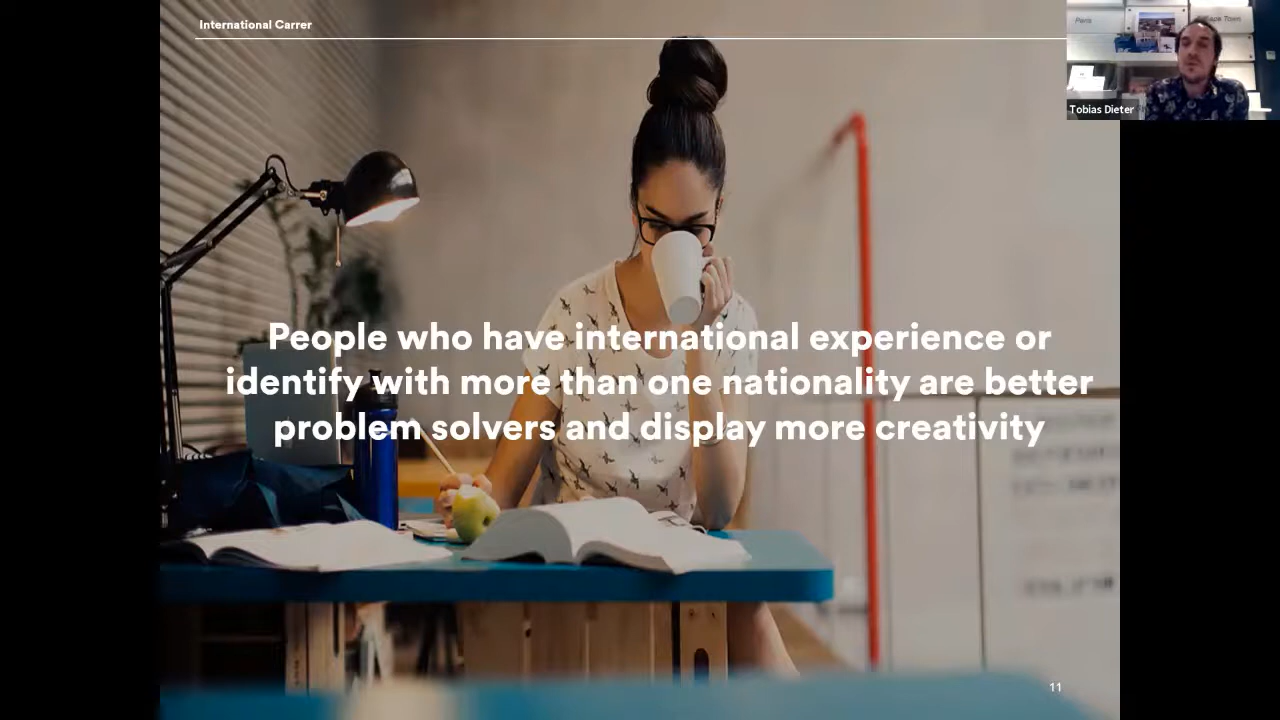 International Carrer
Paris
Tobias Dieter
People who have international experience or
identify with more than one nationality are better
problem solvers and display more creativity
11